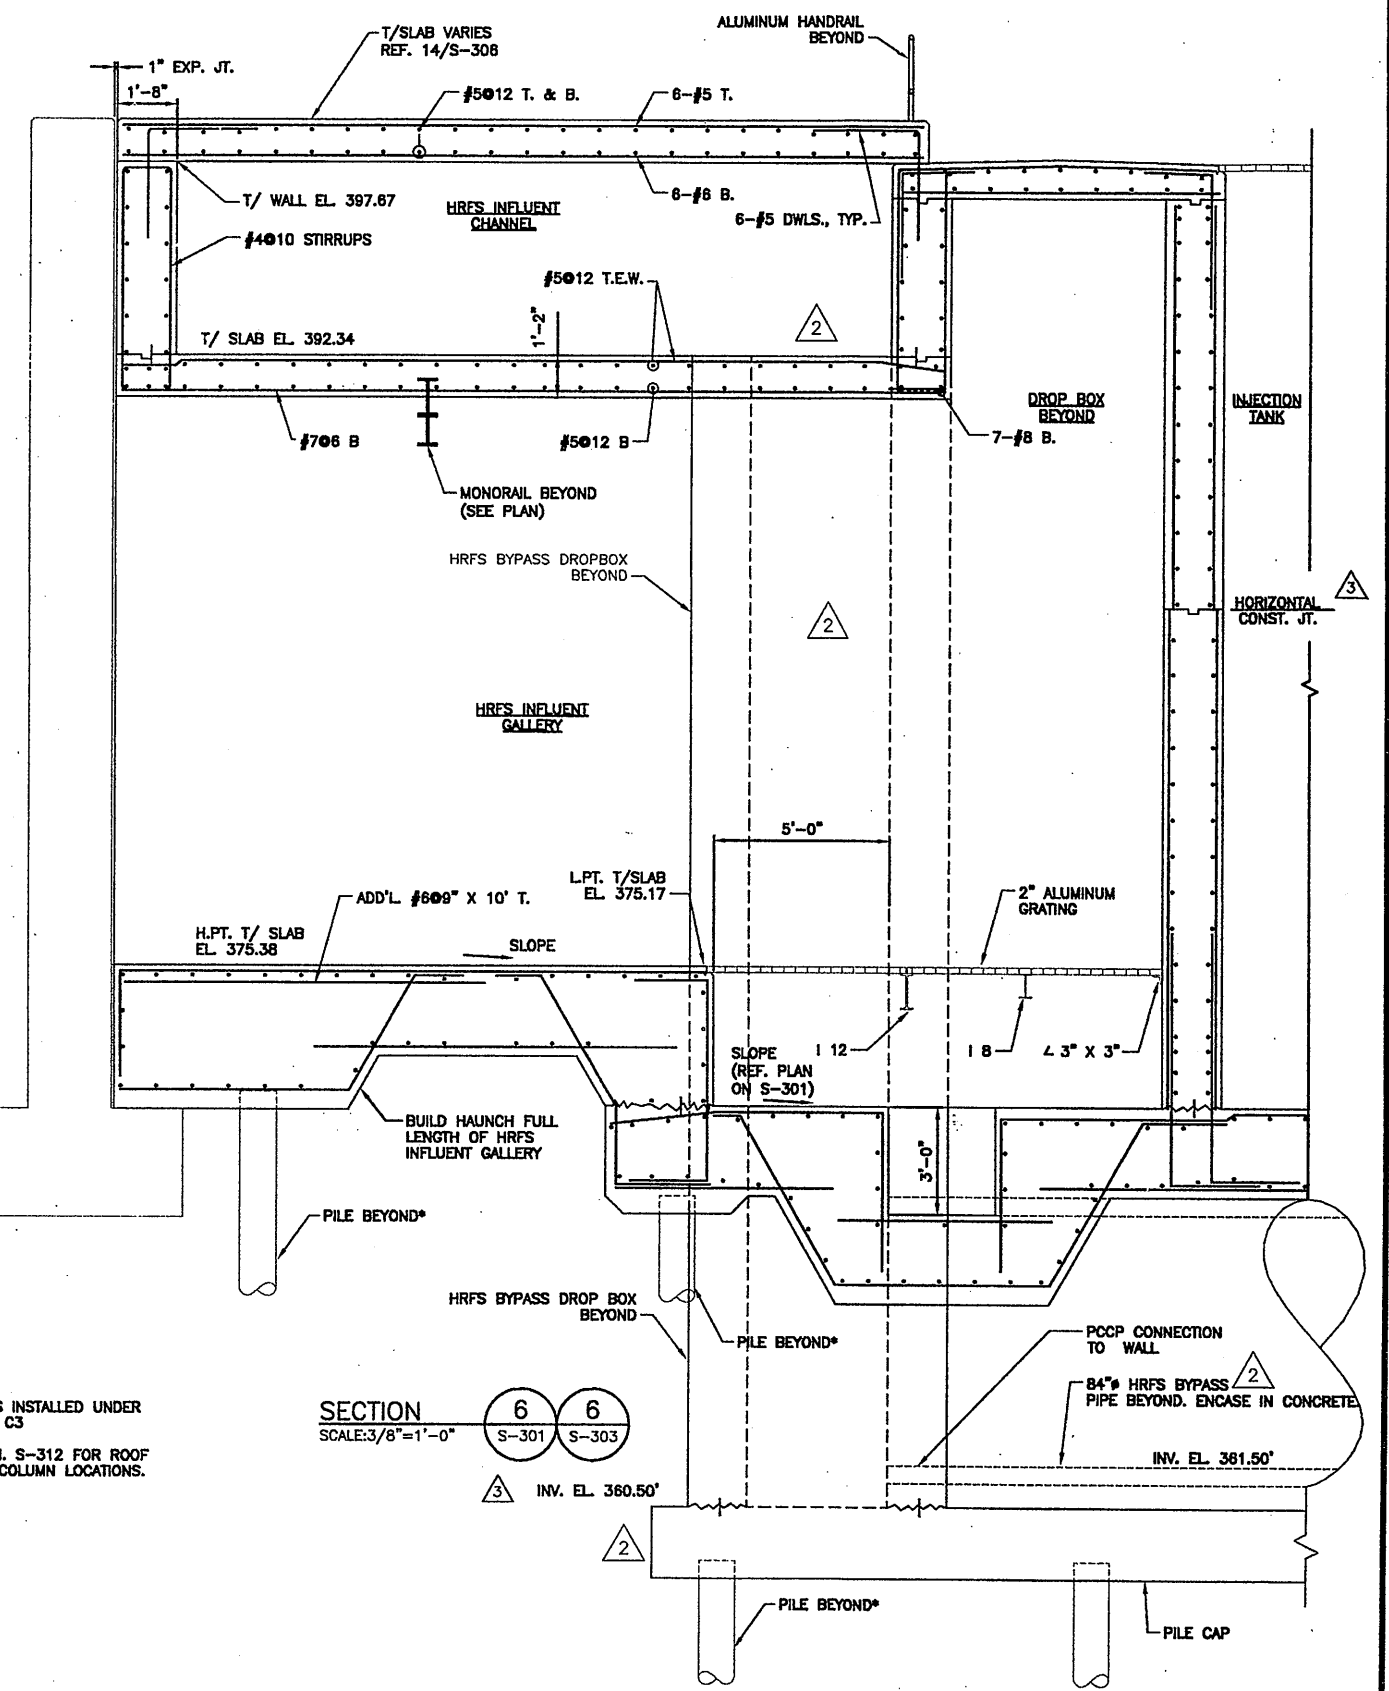 T/SLAB VARIES
REF. 14/S-306
ALUMINUM HANDRAIL
BEYOND
1" EXP. JT.
1'-8"
#5@12 T. & B.
6-#5 T.
T/ WALL EL. 397.67
HRFS INFLUENT
CHANNEL
6-#6 B.
6-#5 DWLS., TYP.
#4@10 STIRRUPS
#5@12 T.E.W.
2
T/ SLAB EL. 392.34
1'-2"
DROP BOX
BEYOND
INJECTION
TANK
#7@6 B
#5@12 B
7-#8 B.
MONORAIL BEYOND
(SEE PLAN)
HRFS BYPASS DROPBOX
BEYOND
3
HORIZONTAL
CONST. JT.
2
HRFS INFLUENT
GALLERY
5'-0"
L.PT. T/SLAB
EL. 375.17
ADD'L. #6@9" X 10' T.
2" ALUMINUM
GRATING
H.PT. T/ SLAB
EL. 375.38
SLOPE
SLOPE
(REF. PLAN
ON S-301)
I 12
I 8
∠ 3" X 3"
BUILD HAUNCH FULL
LENGTH OF HRFS
INFLUENT GALLERY
3'-0"
PILE BEYOND*
HRFS BYPASS DROP BOX
BEYOND
PILE BEYOND*
PCCP CONNECTION
TO WALL
2
84"ø HRFS BYPASS
PIPE BEYOND. ENCASE IN CONCRETE.
S INSTALLED UNDER
C3
S-312 FOR ROOF
COLUMN LOCATIONS.
SECTION
SCALE:3/8"=1'-0"
6
S-301
6
S-303
INV. EL. 361.50'
3
INV. EL. 360.50'
2
PILE BEYOND*
PILE CAP